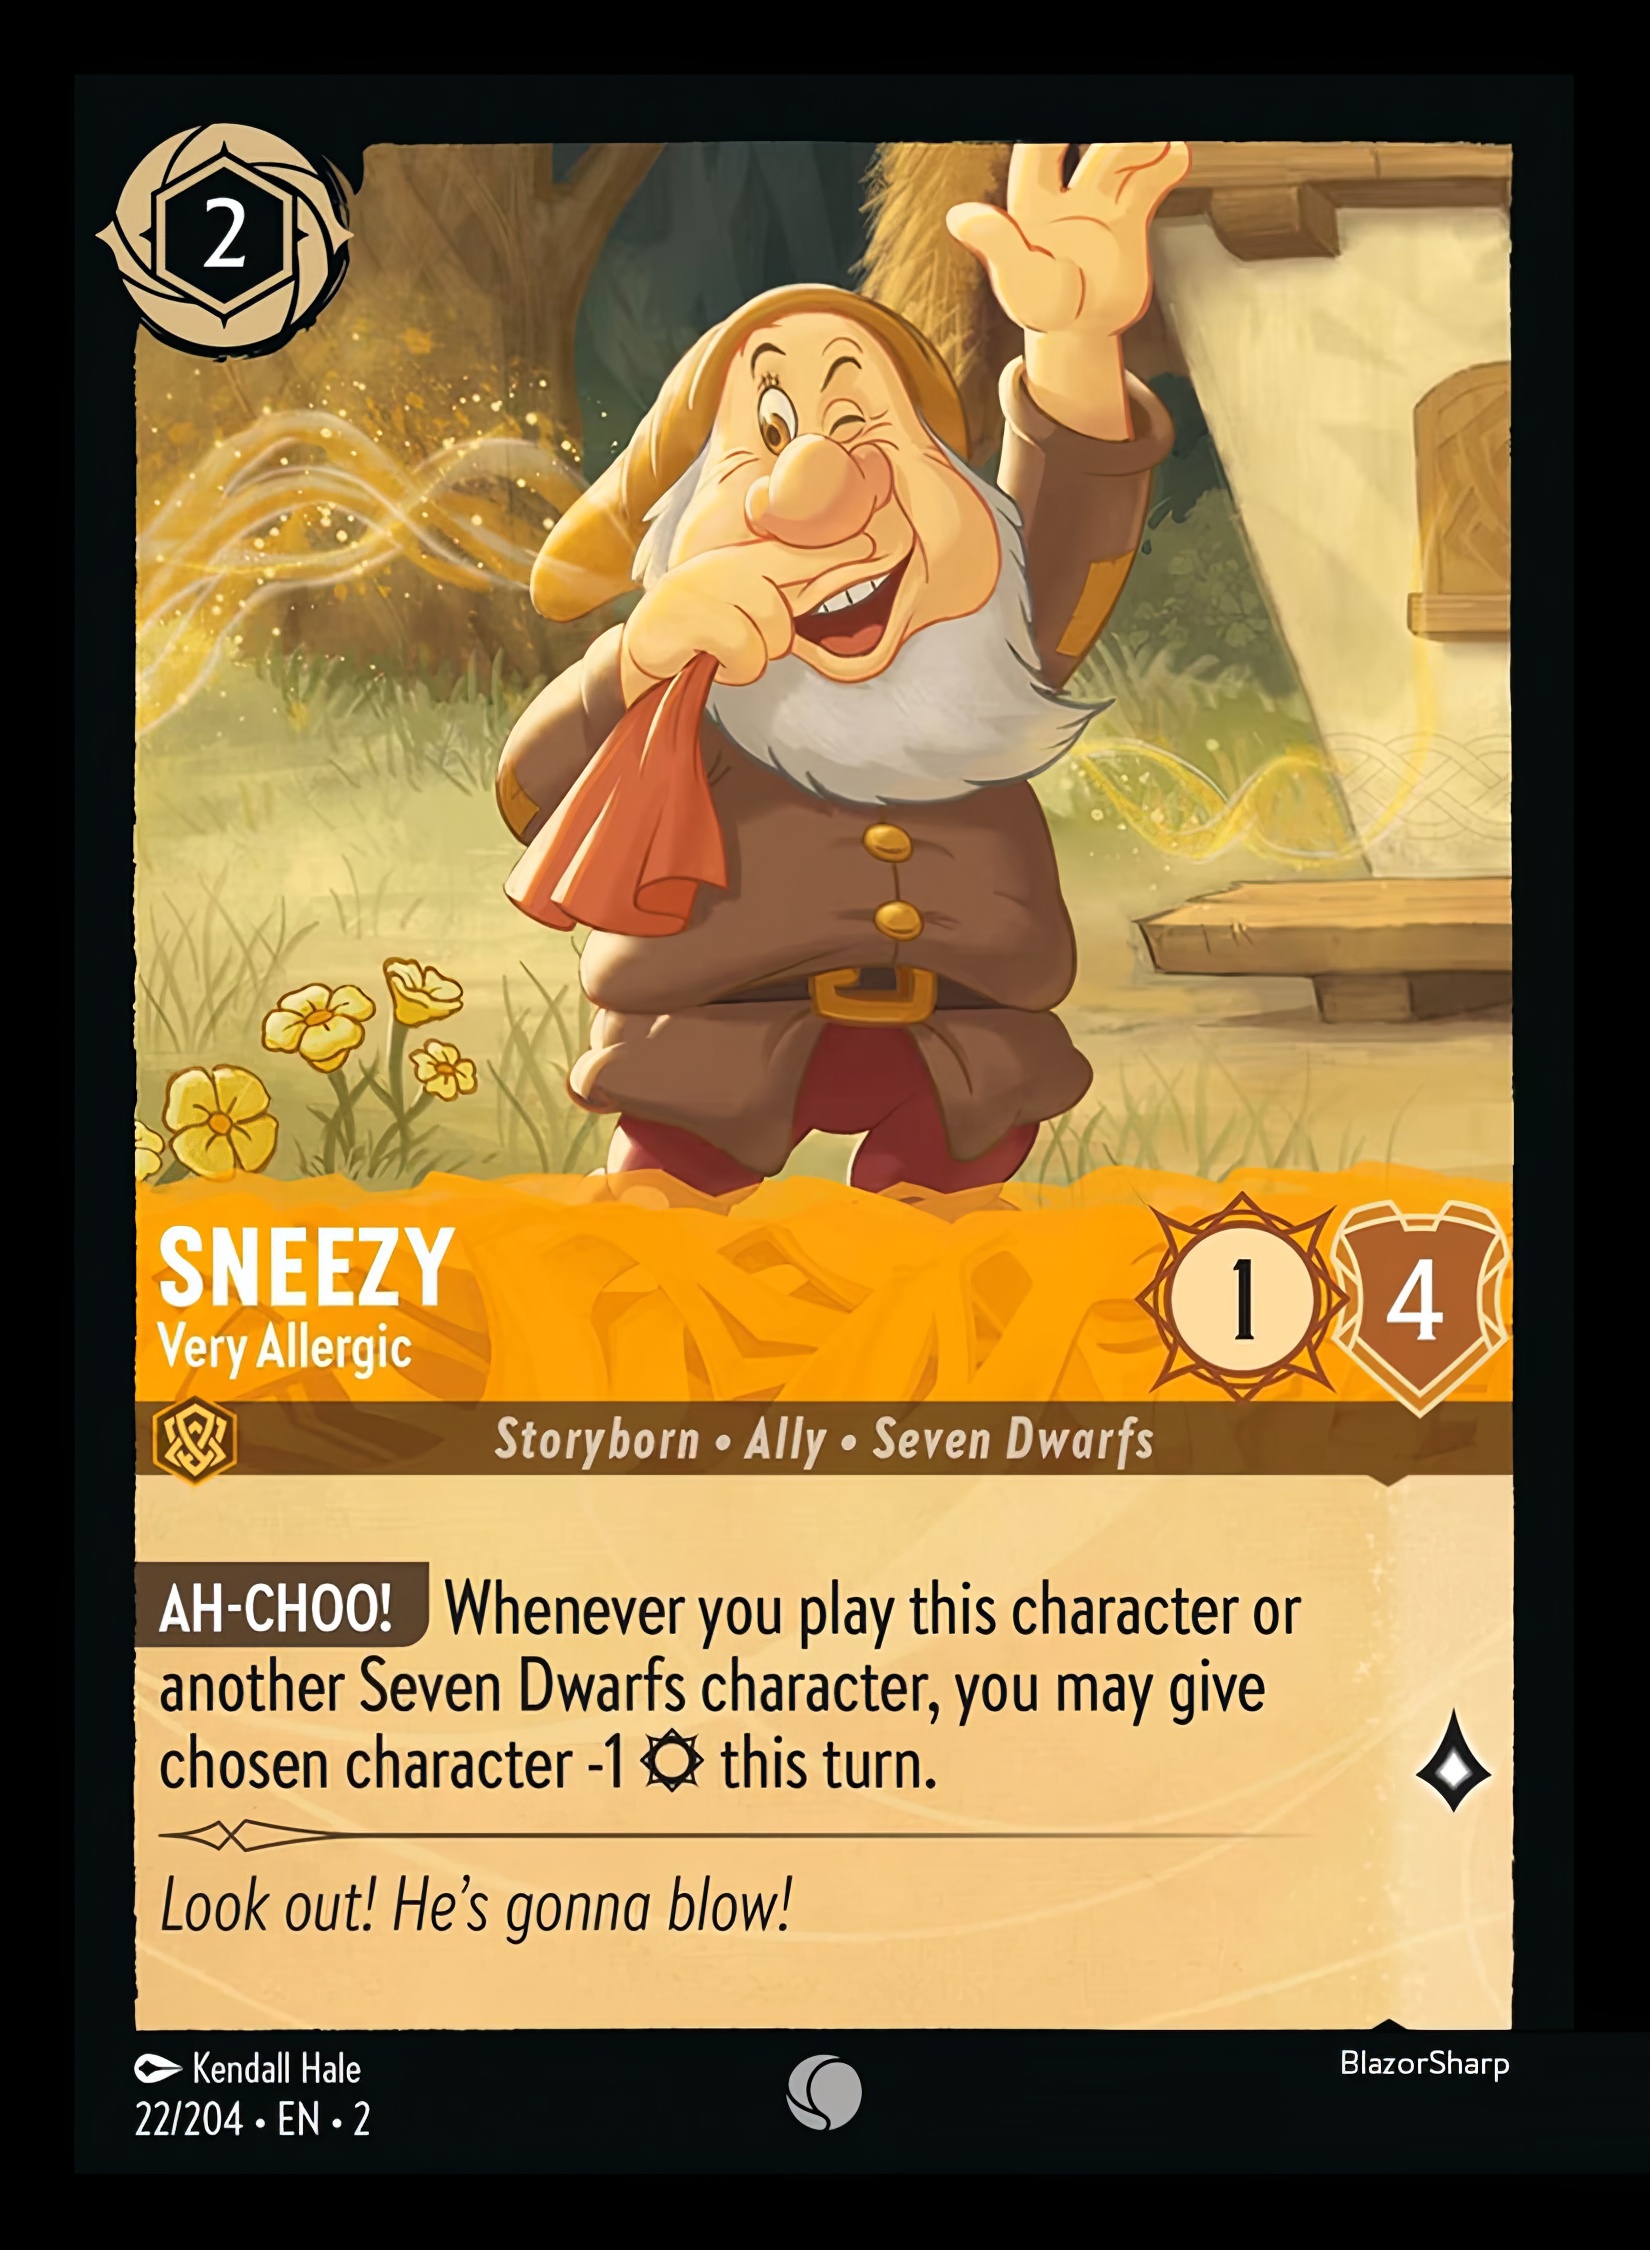 2
SNEEZY
Very Allergic
1
4
Storyborn • Ally • Seven Dwarfs
AH-CHOO! Whenever you play this character or
another Seven Dwarfs character, you may give
chosen character -1 this turn.
Look out! He's gonna blow!
Kendall Hale
22/204 • EN • 2
BlazorSharp